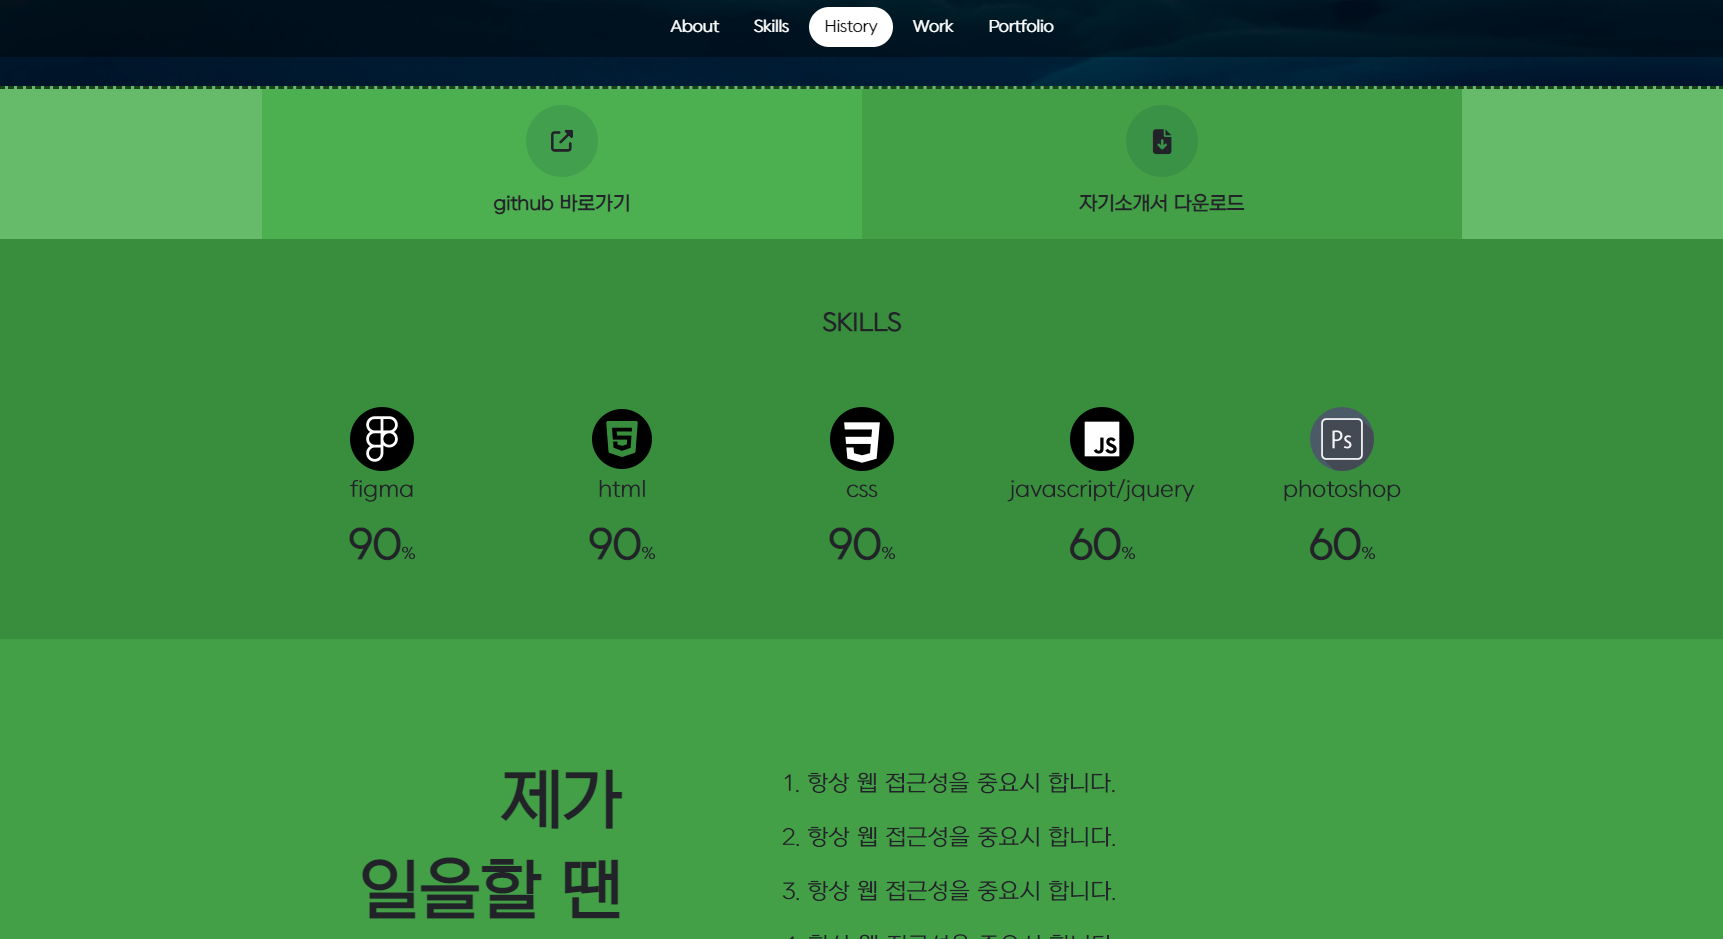 About Skills History Work Portfolio
github 바로가기
자기소개서 다운로드
SKILLS
5 JS Ps
figma html css javascript/jquery photoshop
90% 90% 90% 60% 60%
제가
일을할 땐
1. 항상 웹 접근성을 중요시 합니다.
2. 항상 웹 접근성을 중요시 합니다.
3. 항상 웹 접근성을 중요시 합니다.